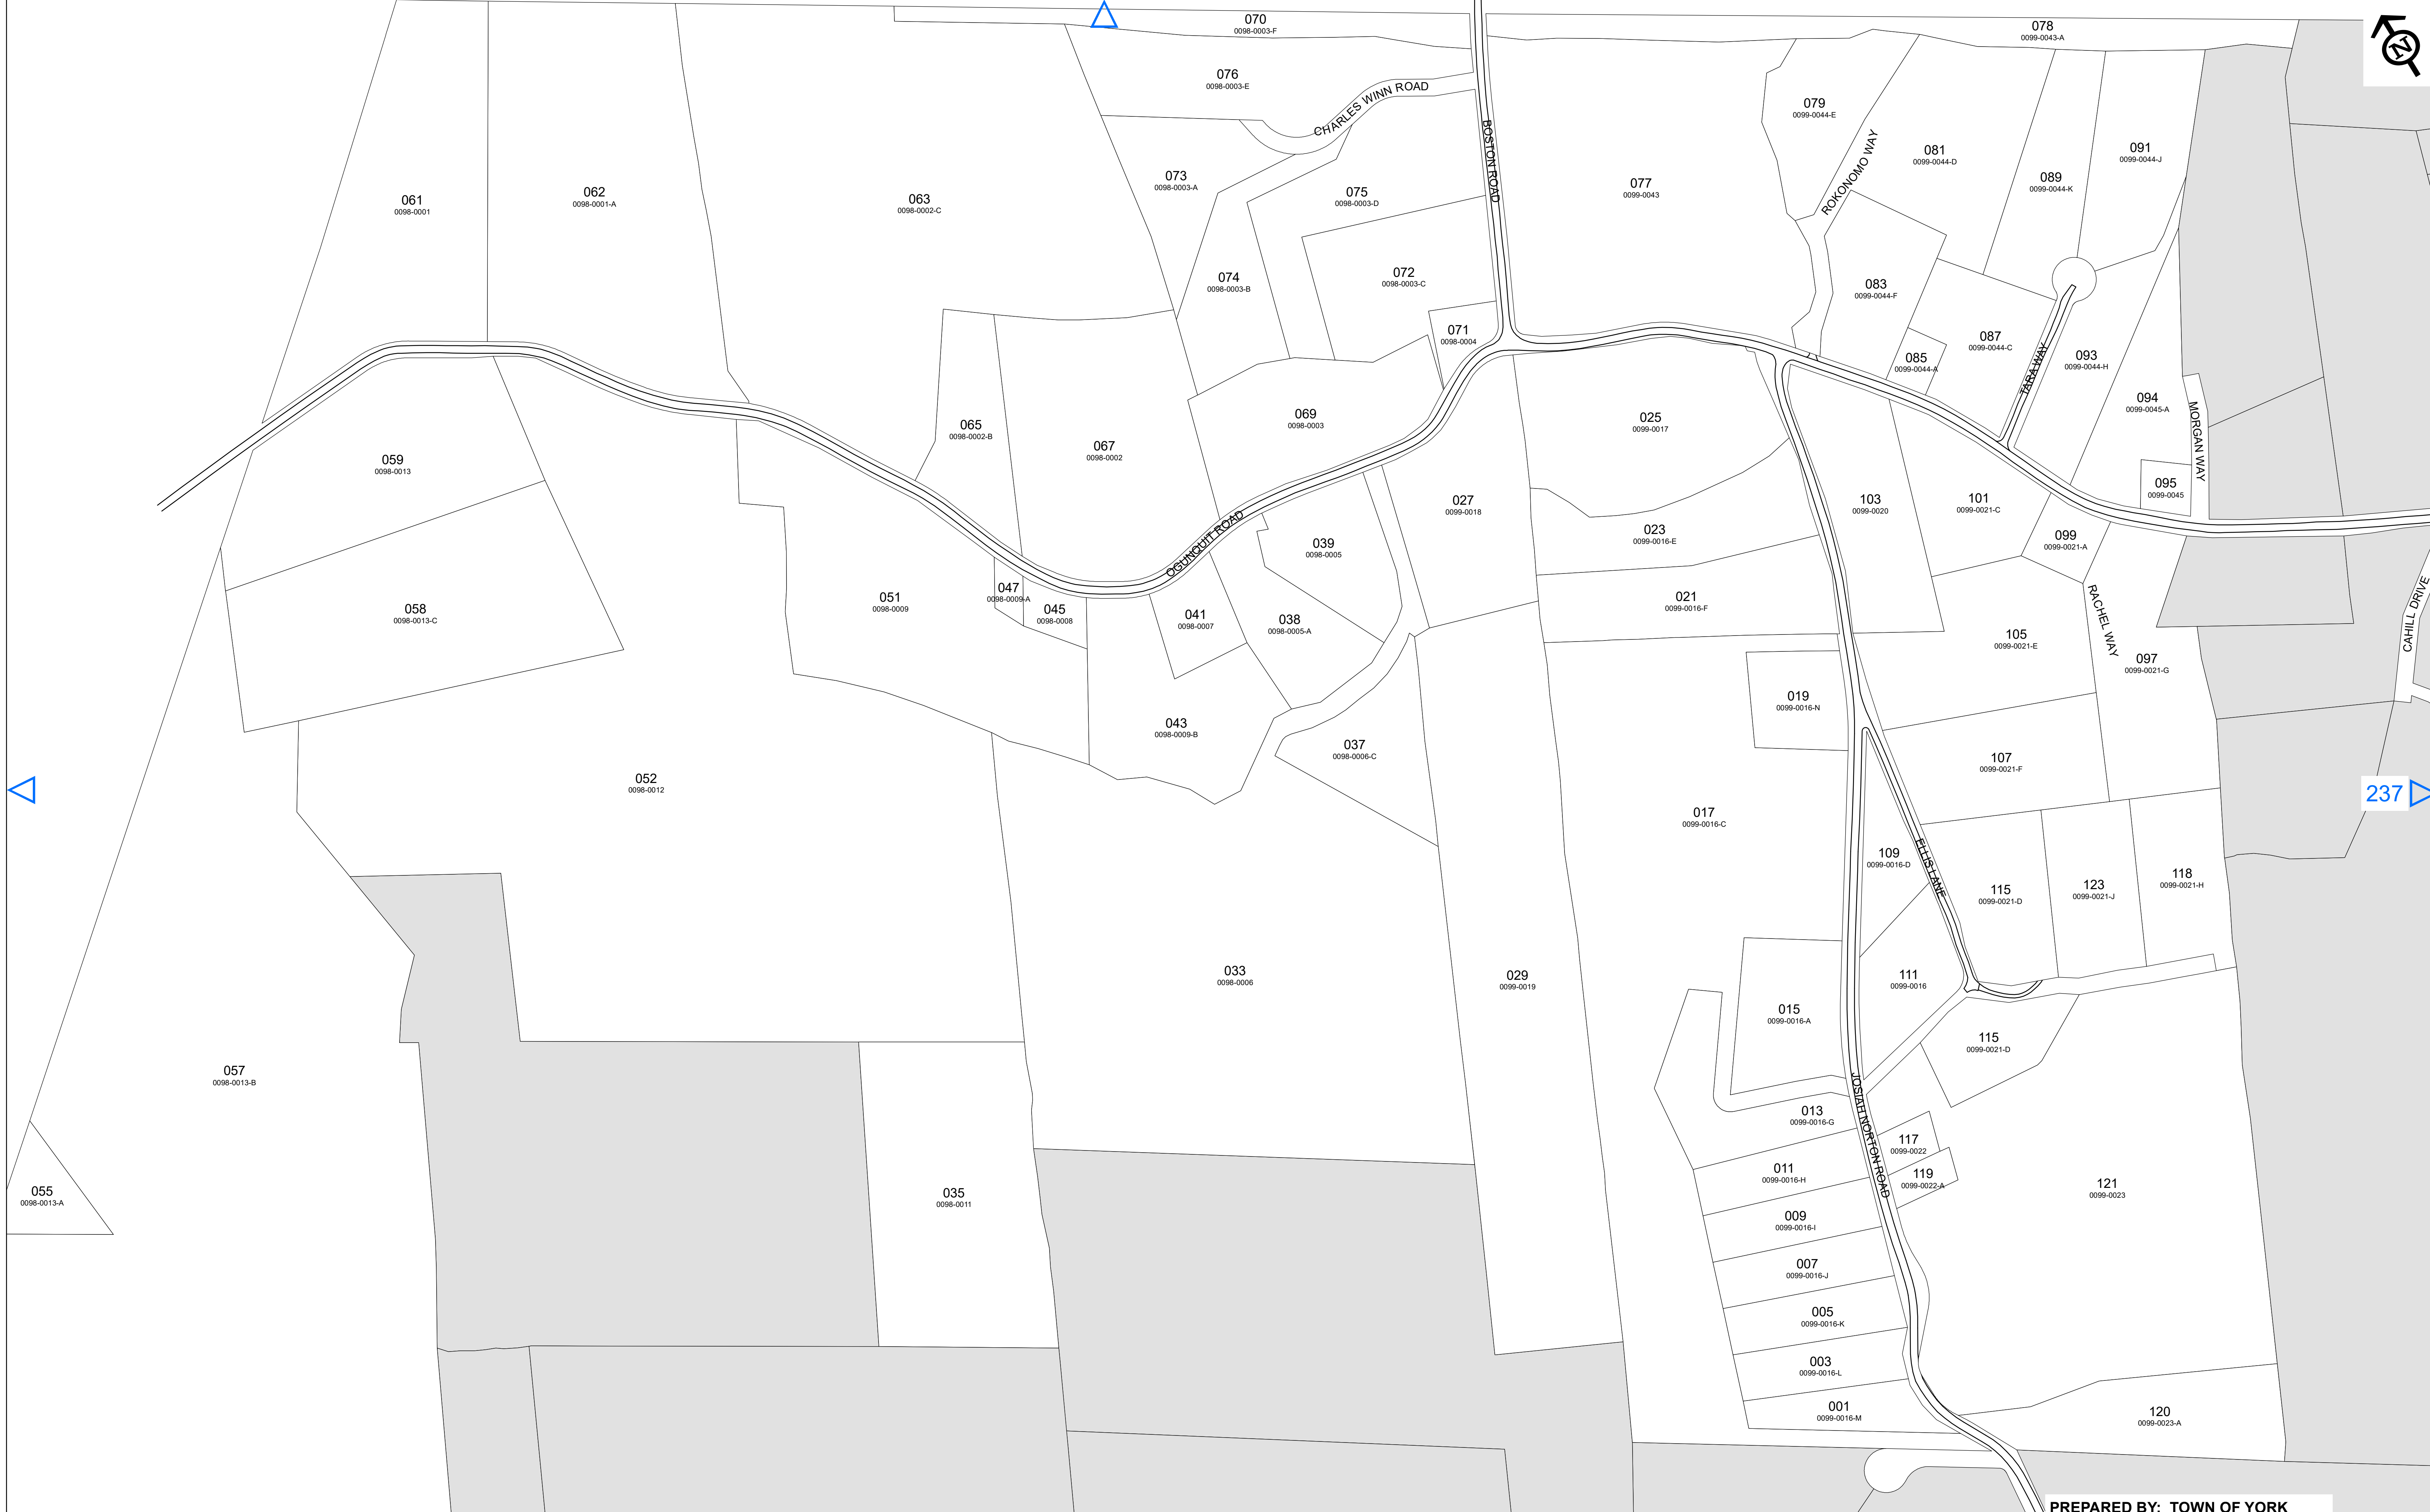 070
0098-0003-F
078
0099-0043-A
N
076
0098-0003-E
CHARLES WINN ROAD
BOSTON ROAD
079
0099-0044-E
ROKONOMO WAY
081
0099-0044-D
089
0099-0044-K
091
0099-0044-J
061
0098-0001
062
0098-0001-A
063
0098-0002-C
073
0098-0003-A
075
0098-0003-D
077
0099-0043
074
0098-0003-B
072
0098-0003-C
083
0099-0044-F
071
0098-0004
085
0099-0044-A
087
0099-0044-C
TARA WAY
093
0099-0044-H
094
0099-0045-A
MORGAN WAY
095
0099-0045
059
0098-0013
065
0098-0002-B
067
0098-0002
069
0098-0003
025
0099-0017
027
0099-0018
103
0099-0020
101
0099-0021-C
099
0099-0021-A
OGUNQUIT ROAD
039
0098-0005
023
0099-0016-E
058
0098-0013-C
051
0098-0009
047
0098-0009-A
045
0098-0008
041
0098-0007
038
0098-0005-A
021
0099-0016-F
105
0099-0021-E
RACHEL WAY
097
0099-0021-G
CAHILL DRIVE
019
0099-0016-N
043
0098-0009-B
037
0098-0006-C
052
0098-0012
107
0099-0021-F
237
017
0099-0016-C
109
0099-0016-D
ELLIS LANE
115
0099-0021-D
123
0099-0021-J
118
0099-0021-H
033
0098-0006
029
0099-0019
111
0099-0016
015
0099-0016-A
115
0099-0021-D
057
0098-0013-B
JOSIAH NORTON ROAD
013
0099-0016-G
117
0099-0022
011
0099-0016-H
119
0099-0022-A
055
0098-0013-A
035
0098-0011
121
0099-0023
009
0099-0016-I
007
0099-0016-J
005
0099-0016-K
003
0099-0016-L
001
0099-0016-M
120
0099-0023-A
PREPARED BY: TOWN OF YORK